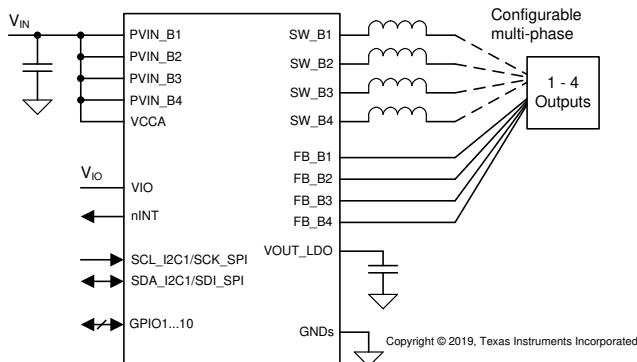 VIN
PVIN_B1
PVIN_B2
PVIN_B3
PVIN_B4
VCCA
VIO
VIO
nINT
SCL_I2C1/SCK_SPI
SDA_I2C1/SDI_SPI
GPIO1...10
SW_B1
SW_B2
SW_B3
SW_B4
FB_B1
FB_B2
FB_B3
FB_B4
VOUT_LDO
GNDs
Configurable
multi-phase
1 - 4
Outputs
Copyright © 2019, Texas Instruments Incorporated